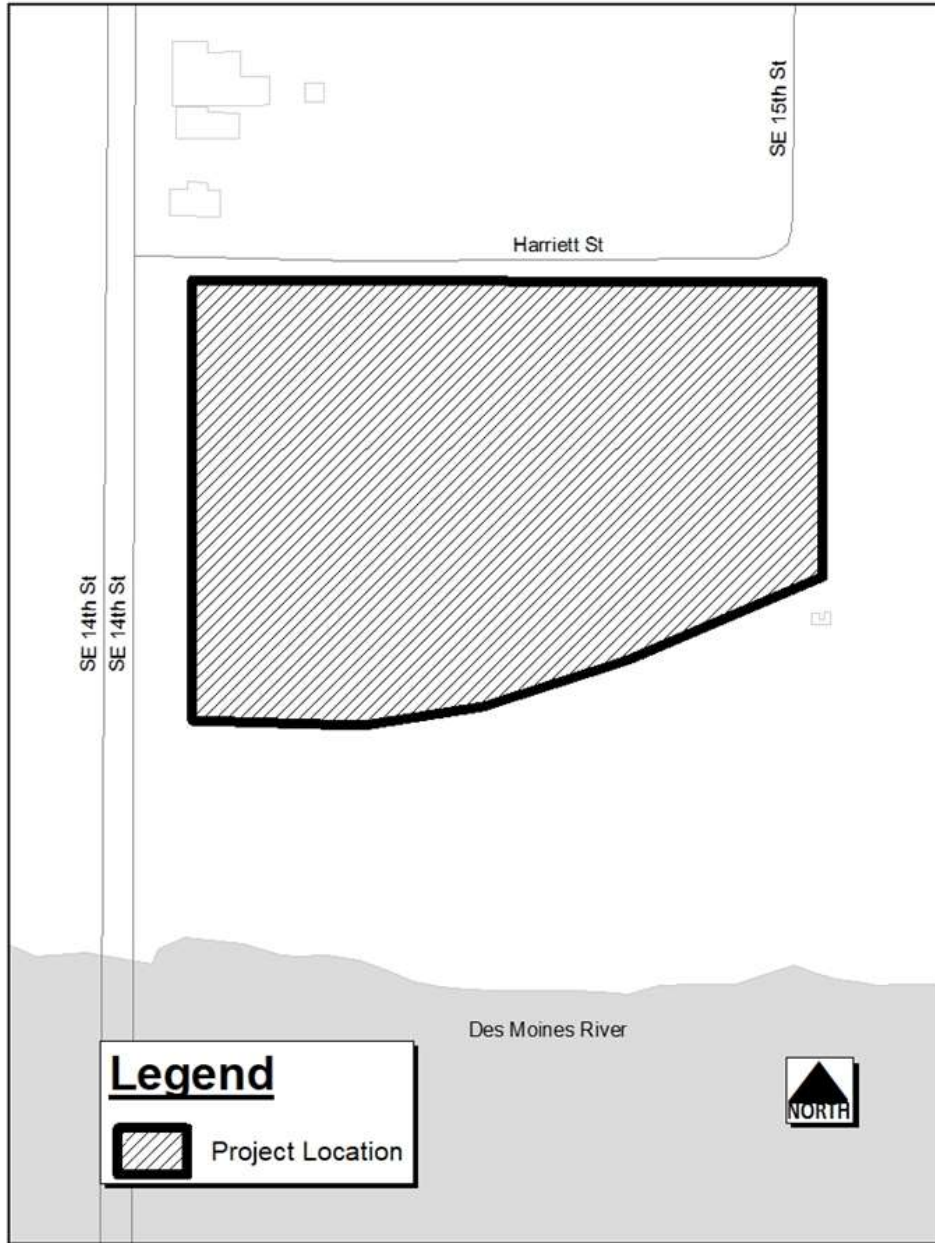 SE 15th St
Harriett St
SE 14th St
SE 14th St
Des Moines River
Legend
Project Location
NORTH